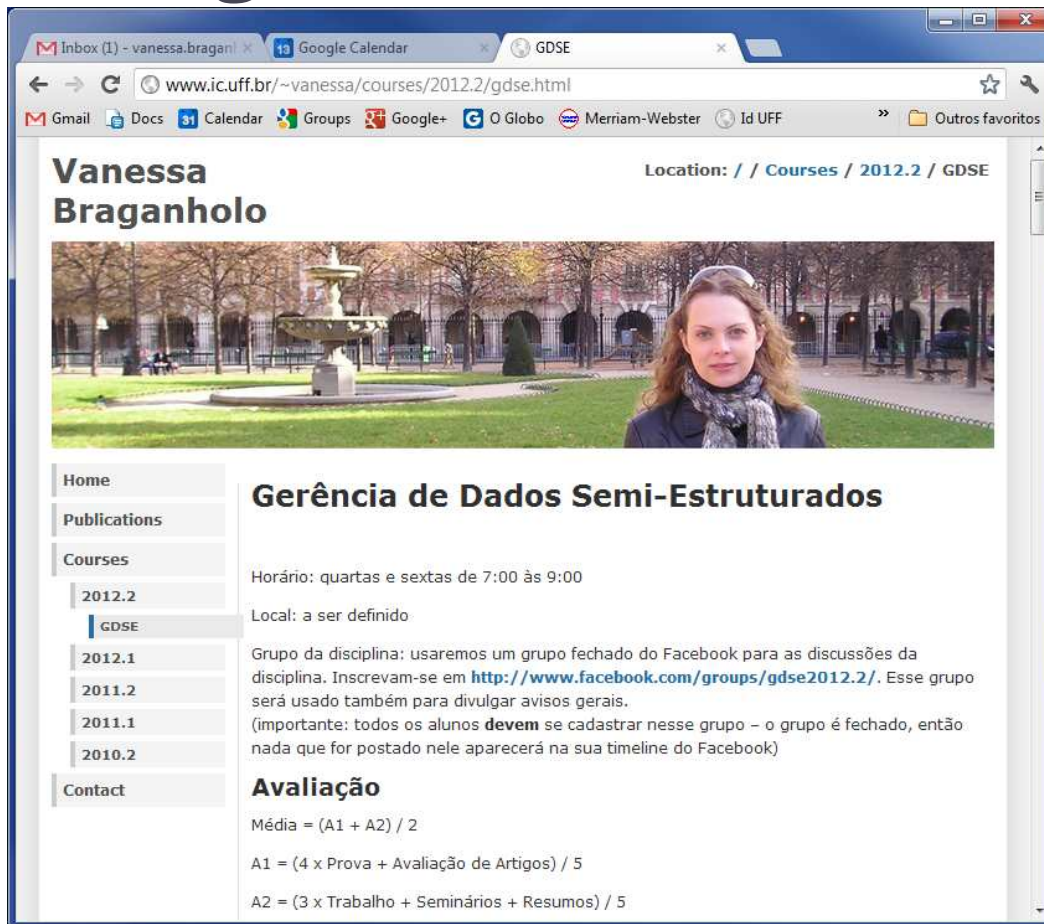 Inbox (1) - vanessa.bragan
13 Google Calendar
GDSE
www.ic.uff.br/~vanessa/courses/2012.2/gdse.html
Gmail Docs 31 Calendar Groups Google+ O Globo Merriam-Webster Id UFF » Outros favoritos
Vanessa
Braganholo
Location: / / Courses / 2012.2 / GDSE
Home
Publications
Courses
2012.2
GDSE
2012.1
2011.2
2011.1
2010.2
Contact
Gerência de Dados Semi-Estruturados
Horário: quartas e sextas de 7:00 às 9:00
Local: a ser definido
Grupo da disciplina: usaremos um grupo fechado do Facebook para as discussões da
disciplina. Inscrevam-se em http://www.facebook.com/groups/gdse2012.2/. Esse grupo
será usado também para divulgar avisos gerais.
(importante: todos os alunos devem se cadastrar nesse grupo – o grupo é fechado, então
nada que for postado nele aparecerá na sua timeline do Facebook)
Avaliação
Média = (A1 + A2) / 2
A1 = (4 x Prova + Avaliação de Artigos) / 5
A2 = (3 x Trabalho + Seminários + Resumos) / 5